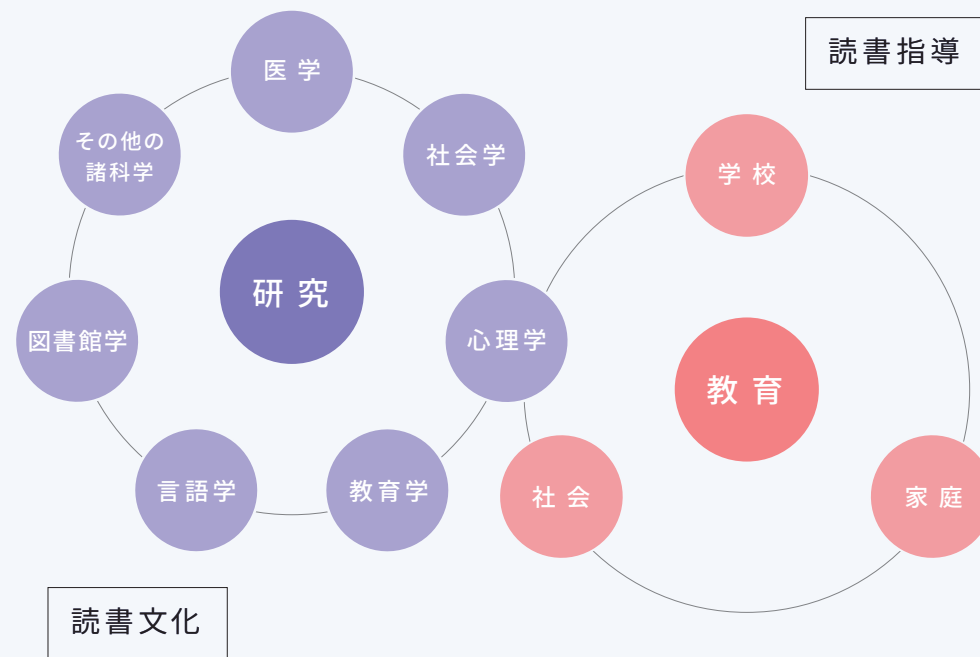 読書指導
医学
その他の
諸科学
社会学
学校
研究
図書館学
心理学
教育
言語学
教育学
社会
家庭
読書文化